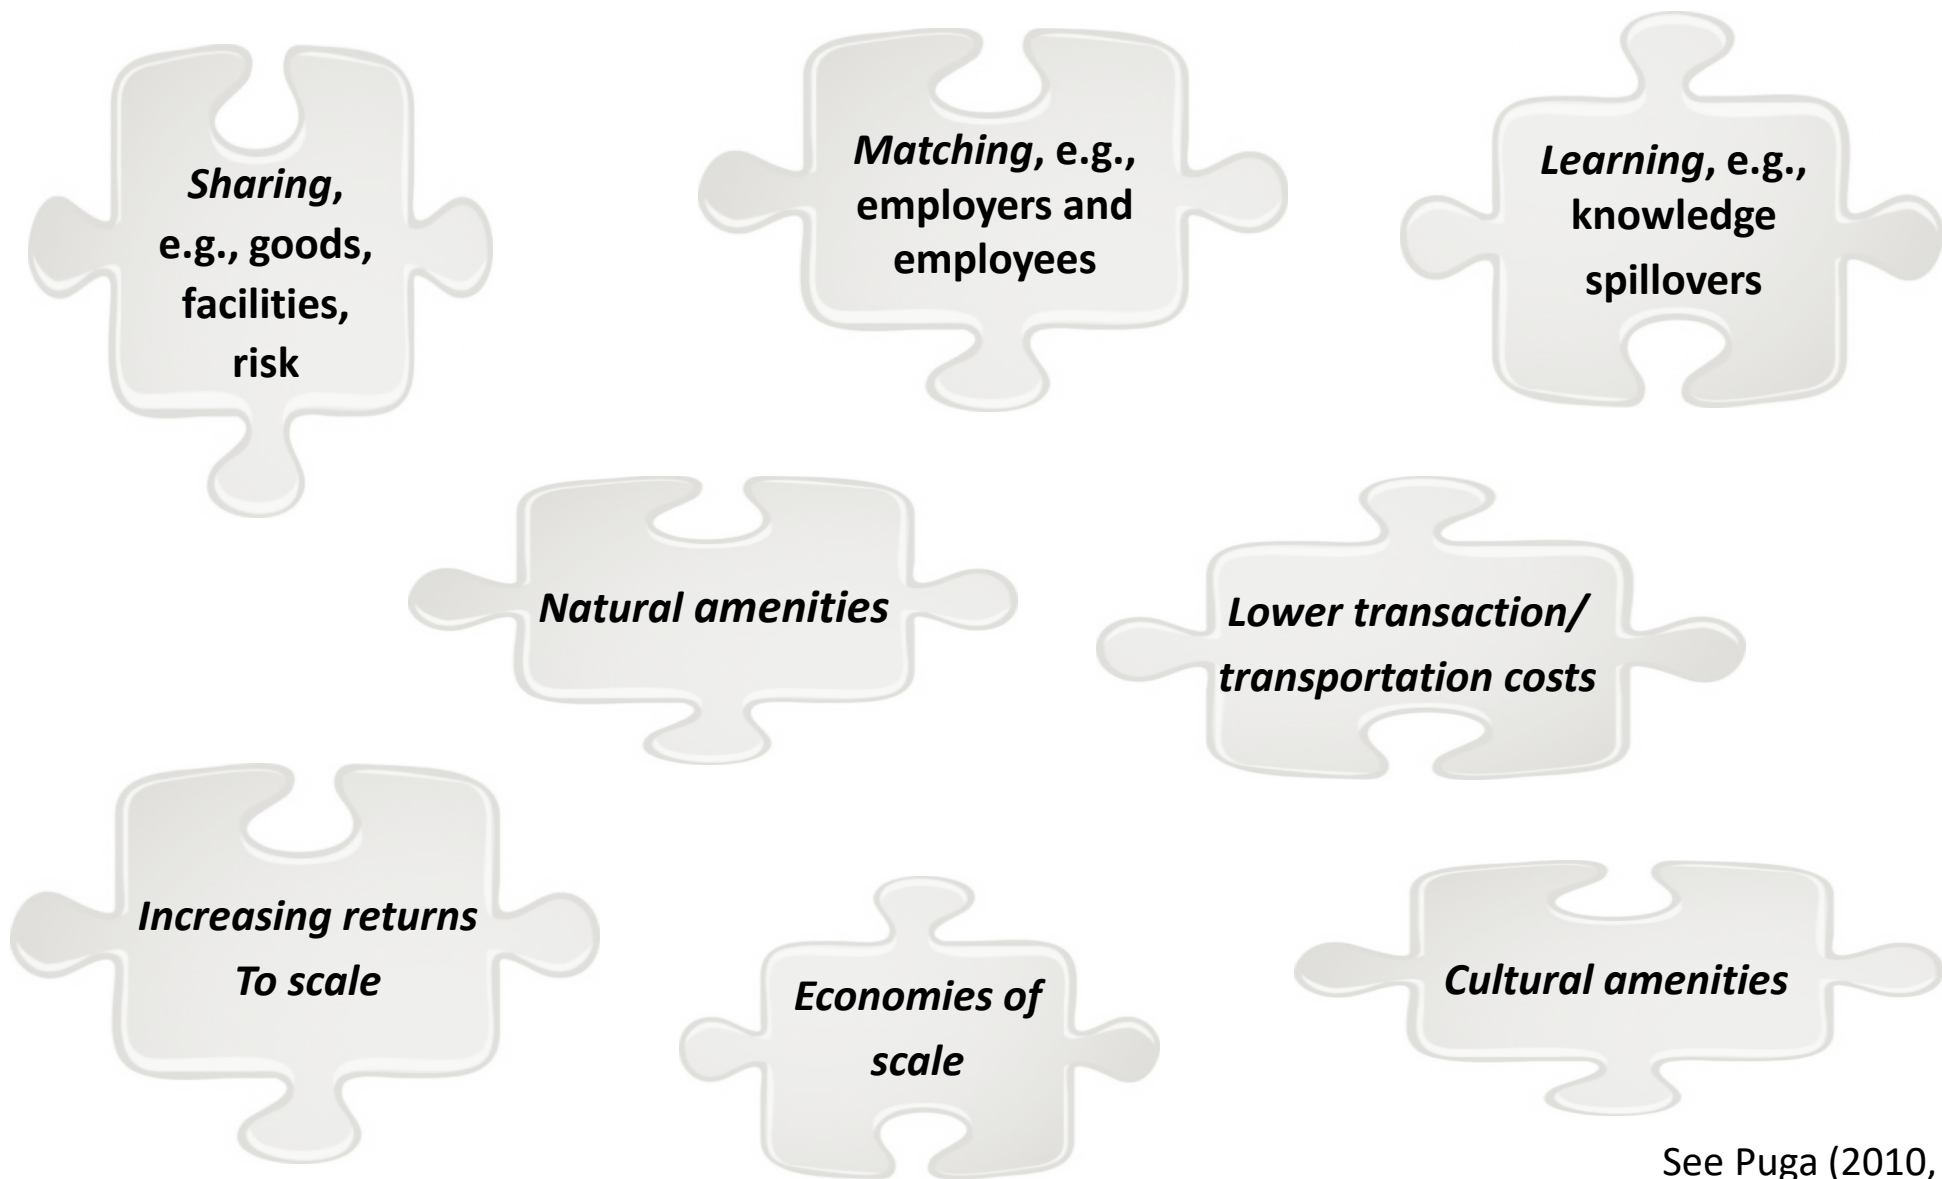 Sharing,
e.g., goods,
facilities,
risk
Matching, e.g.,
employers and
employees
Learning, e.g.,
knowledge
spillovers
Natural amenities
Lower transaction/
transportation costs
Increasing returns
To scale
Economies of
scale
Cultural amenities
See Puga (2010,